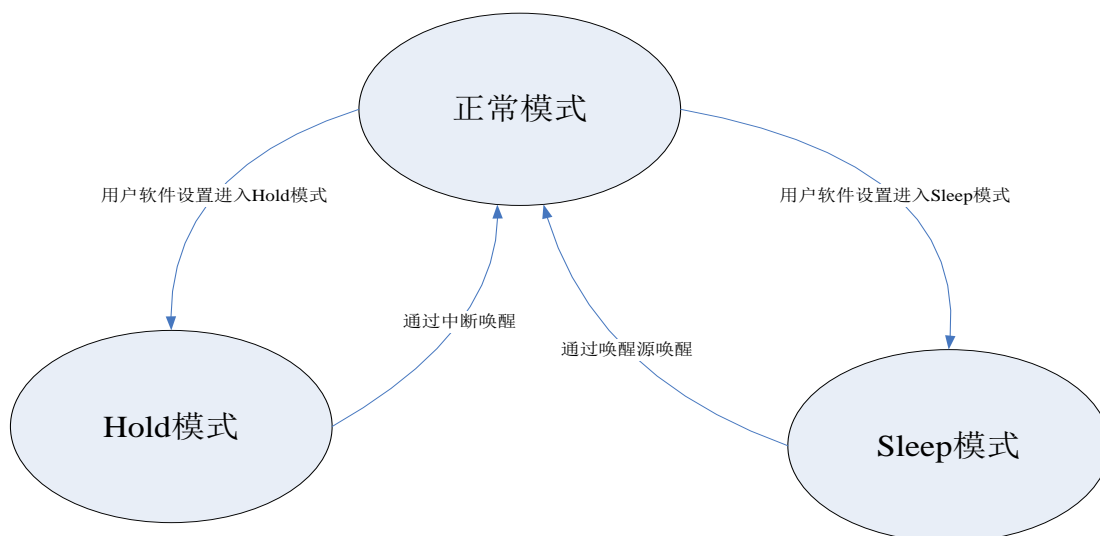 正常模式
用户软件设置进入Hold模式
用户软件设置进入Sleep模式
通过中断唤醒
通过唤醒源唤醒
Hold模式
Sleep模式